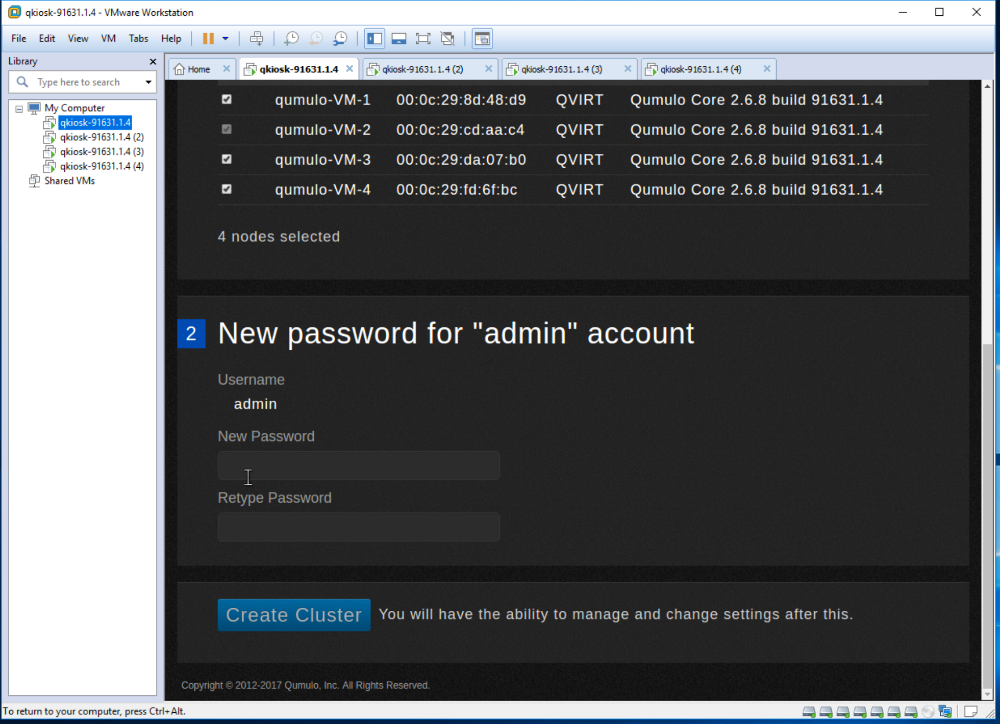 qkiosk-91631.1.4 - VMware Workstation
File Edit View VM Tabs Help
Library
Type here to search
My Computer
qkiosk-91631.1.4
qkiosk-91631.1.4 (2)
qkiosk-91631.1.4 (3)
qkiosk-91631.1.4 (4)
Shared VMs
Home qkiosk-91631.1.4 qkiosk-91631.1.4 (2) qkiosk-91631.1.4 (3) qkiosk-91631.1.4 (4)
qumulo-VM-1 00:0c:29:8d:48:d9 QVIRT Qumulo Core 2.6.8 build 91631.1.4
qumulo-VM-2 00:0c:29:cd:aa:c4 QVIRT Qumulo Core 2.6.8 build 91631.1.4
qumulo-VM-3 00:0c:29:da:07:b0 QVIRT Qumulo Core 2.6.8 build 91631.1.4
qumulo-VM-4 00:0c:29:fd:6f:bc QVIRT Qumulo Core 2.6.8 build 91631.1.4
4 nodes selected
2 New password for "admin" account
Username
admin
New Password
Retype Password
Create Cluster You will have the ability to manage and change settings after this.
Copyright © 2012-2017 Qumulo, Inc. All Rights Reserved.
To return to your computer, press Ctrl+Alt.